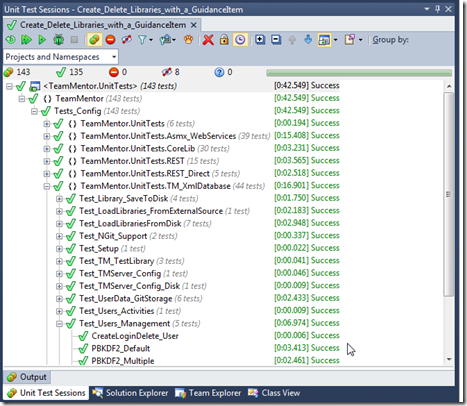 Unit Test Sessions - Create_Delete_Libraries_with_a_GuidanceItem
Create_Delete_Libraries_with_a_GuidanceItem
Group by:
Projects and Namespaces
143 135 0 8 0
<TeamMentor.UnitTests> (143 tests) [0:42.549] Success
TeamMentor (143 tests) [0:42.549] Success
Tests_Config (143 tests) [0:42.549] Success
TeamMentor.UnitTests (6 tests) [0:00.194] Success
TeamMentor.UnitTests.Asmx_WebServices (39 tests) [0:15.408] Success
TeamMentor.UnitTests.CoreLib (30 tests) [0:03.231] Success
TeamMentor.UnitTests.REST (15 tests) [0:03.565] Success
TeamMentor.UnitTests.REST_Direct (5 tests) [0:02.518] Success
TeamMentor.UnitTests.TM_XmlDatabase (44 tests) [0:16.901] Success
Test_Library_SaveToDisk (4 tests) [0:01.750] Success
Test_LoadLibraries_FromExternalSource (1 test) [0:02.183] Success
Test_LoadLibrariesFromDisk (7 tests) [0:02.948] Success
Test_NGit_Support (2 tests) [0:00.337] Success
Test_Setup (1 test) [0:00.022] Success
Test_TM_TestLibrary (3 tests) [0:00.041] Success
Test_TMServer_Config (1 test) [0:00.046] Success
Test_TMServer_Config_Disk (1 test) [0:00.009] Success
Test_UserData_GitStorage (6 tests) [0:02.433] Success
Test_Users_Activities (1 test) [0:00.009] Success
Test_Users_Management (5 tests) [0:06.974] Success
CreateLoginDelete_User [0:00.006] Success
PBKDF2_Default [0:03.413] Success
PBKDF2_Multiple [0:02.461] Success
Output
Unit Test Sessions Solution Explorer Team Explorer Class View